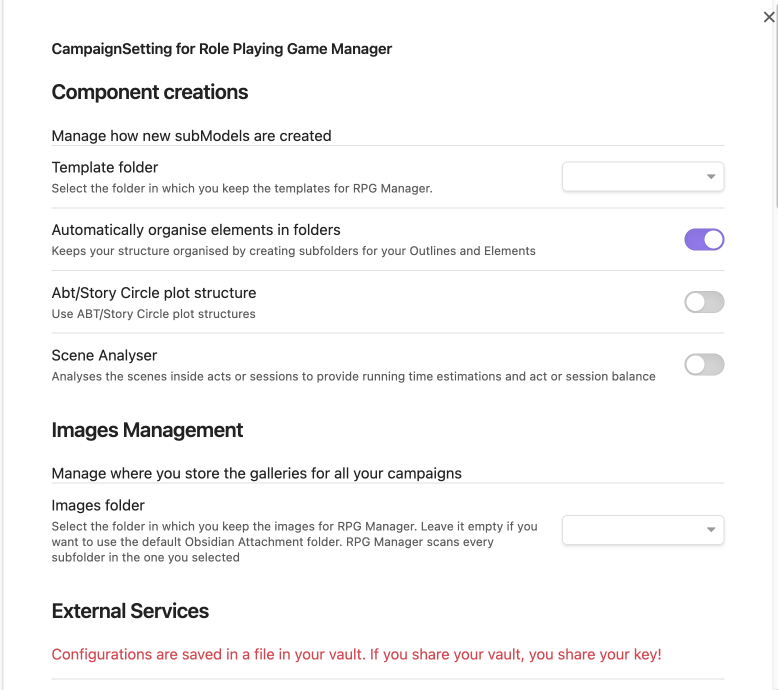 CampaignSetting for Role Playing Game Manager
Component creations
Manage how new subModels are created
Template folder
Select the folder in which you keep the templates for RPG Manager.
Automatically organise elements in folders
Keeps your structure organised by creating subfolders for your Outlines and Elements
Abt/Story Circle plot structure
Use ABT/Story Circle plot structures
Scene Analyser
Analyses the scenes inside acts or sessions to provide running time estimations and act or session balance
Images Management
Manage where you store the galleries for all your campaigns
Images folder
Select the folder in which you keep the images for RPG Manager. Leave it empty if you
want to use the default Obsidian Attachment folder. RPG Manager scans every
subfolder in the one you selected
External Services
Configurations are saved in a file in your vault. If you share your vault, you share your key!